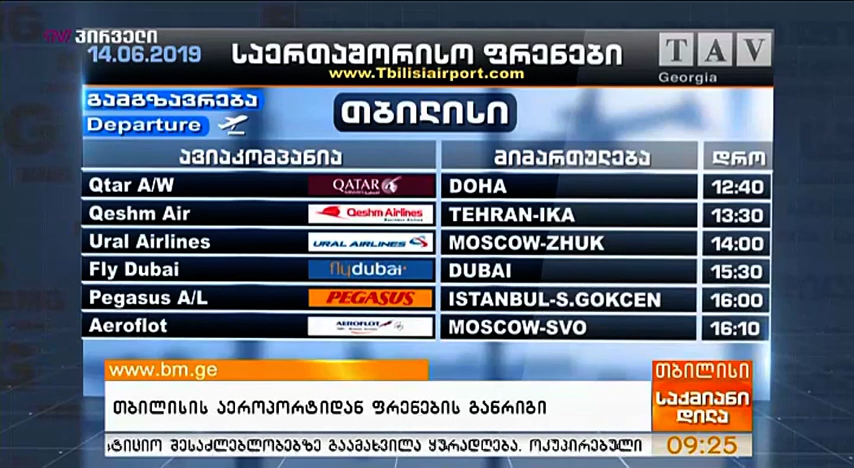 TV პირველი
14.06.2019 საერთაშორისო ფრენები TAV
www.Tbilisiairport.com Georgia
გამგზავრება
Departure
თბილისი
ავიაკომპანია მიმართულება დრო
Qtar A/W QATAR DOHA 12:40
Qeshm Air Qeshm Airlines TEHRAN-IKA 13:30
Ural Airlines URAL AIRLINES MOSCOW-ZHUK 14:00
Fly Dubai flydubai DUBAI 15:30
Pegasus A/L PEGASUS ISTANBUL-S.GOKCEN 16:00
Aeroflot AEROFLOT MOSCOW-SVO 16:10
www.bm.ge
თბილისის აეროპორტიდან ფრენების განრიგი
თბილისი
საქმიანი
დილა
სტიციო შესაძლებლობებზე გაამახვილა ყურადღება. ოკუპირებული
09:25